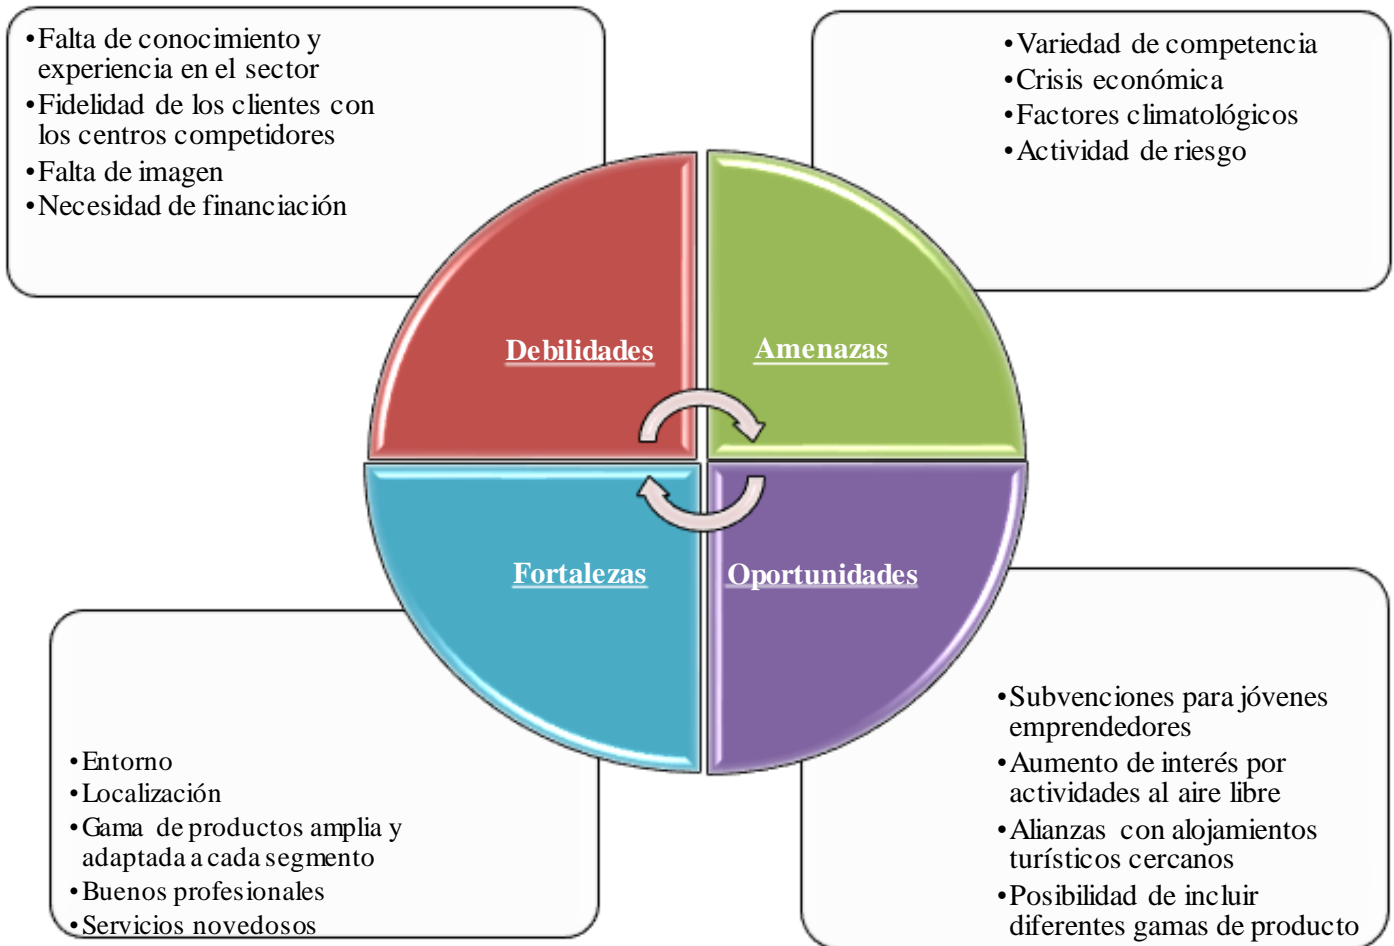 •Falta de conocimiento y
experiencia en el sector
•Fidelidad de los clientes con
los centros competidores
•Falta de imagen
•Necesidad de financiación
•Variedad de competencia
•Crisis económica
•Factores climatológicos
•Actividad de riesgo
Debilidades
Amenazas
Fortalezas
Oportunidades
•Entorno
•Localización
•Gama de productos amplia y
adaptada a cada segmento
•Buenos profesionales
•Servicios novedosos
•Subvenciones para jóvenes
emprendedores
•Aumento de interés por
actividades al aire libre
•Alianzas con alojamientos
turísticos cercanos
•Posibilidad de incluir
diferentes gamas de producto